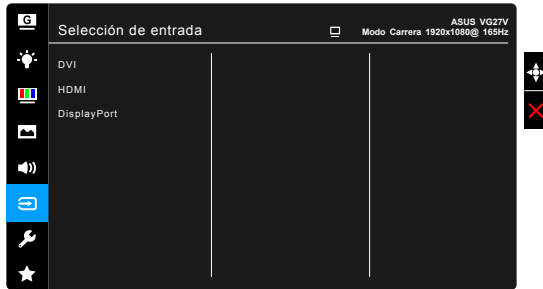 G
Selección de entrada
ASUS VG27V
Modo Carrera 1920x1080@ 165Hz
DVI
HDMI
DisplayPort